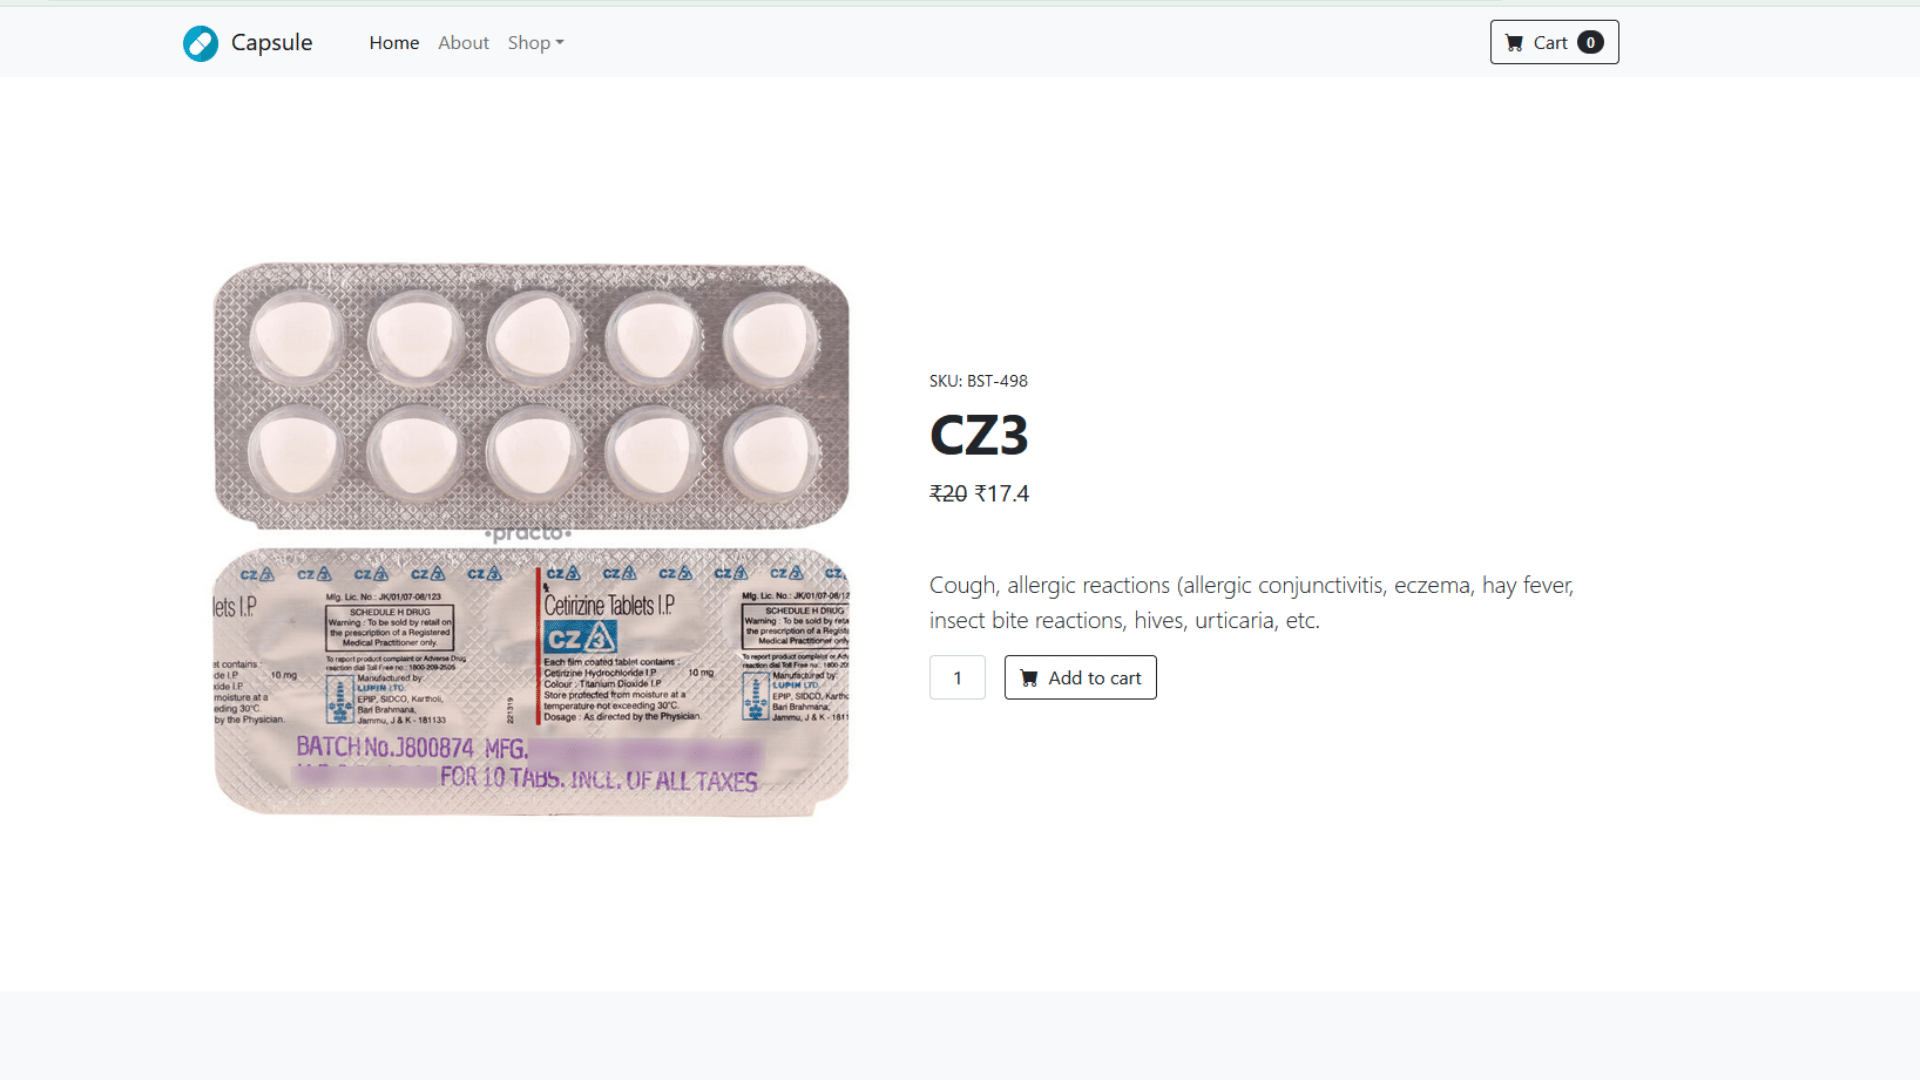 Capsule
Home
About
Shop
Cart 0
SKU: BST-498
CZ3
₹20 ₹17.4
Cough, allergic reactions (allergic conjunctivitis, eczema, hay fever,
insect bite reactions, hives, urticaria, etc.
1
Add to cart
•practo•
CZ3 CZ3 CZ3 CZ3 CZ3 CZ3 CZ3 CZ3 CZ3 CZ3 CZ
lets I.P.
et contains :
de I.P. 10 mg
xide I.P.
moisture at a
eding 30°C.
by the Physician.
Mfg. Lic. No.: JK/01/07-08/123
SCHEDULE H DRUG
Warning : To be sold by retail on
the prescription of a Registered
Medical Practitioner only.
To report product complaint or Adverse Drug
reaction dial Toll Free no.: 1800-209-2505
Manufactured by:
LUPIN LTD.
EPIP, SIDCO, Kartholi,
Bari Brahmana,
Jammu, J & K - 181133
221319
Cetirizine Tablets I.P.
CZ 3
Each film coated tablet contains :
Cetirizine Hydrochloride I.P. 10 mg
Colour : Titanium Dioxide I.P.
Store protected from moisture at a
temperature not exceeding 30°C.
Dosage : As directed by the Physician.
Mfg. Lic. No.: JK/01/07-08/12
SCHEDULE H DRUG
Warning : To be sold by reta
the prescription of a Registe
Medical Practitioner only
To report product complaint or Adv
reaction dial Toll Free no.: 1800-20
Manufactured by:
LUPIN LTD.
EPIP, SIDCO, Kartho
Bari Brahmana,
Jammu, J & K - 1811
BATCH No.J800874 MFG.
FOR 10 TABS. INCL. OF ALL TAXES